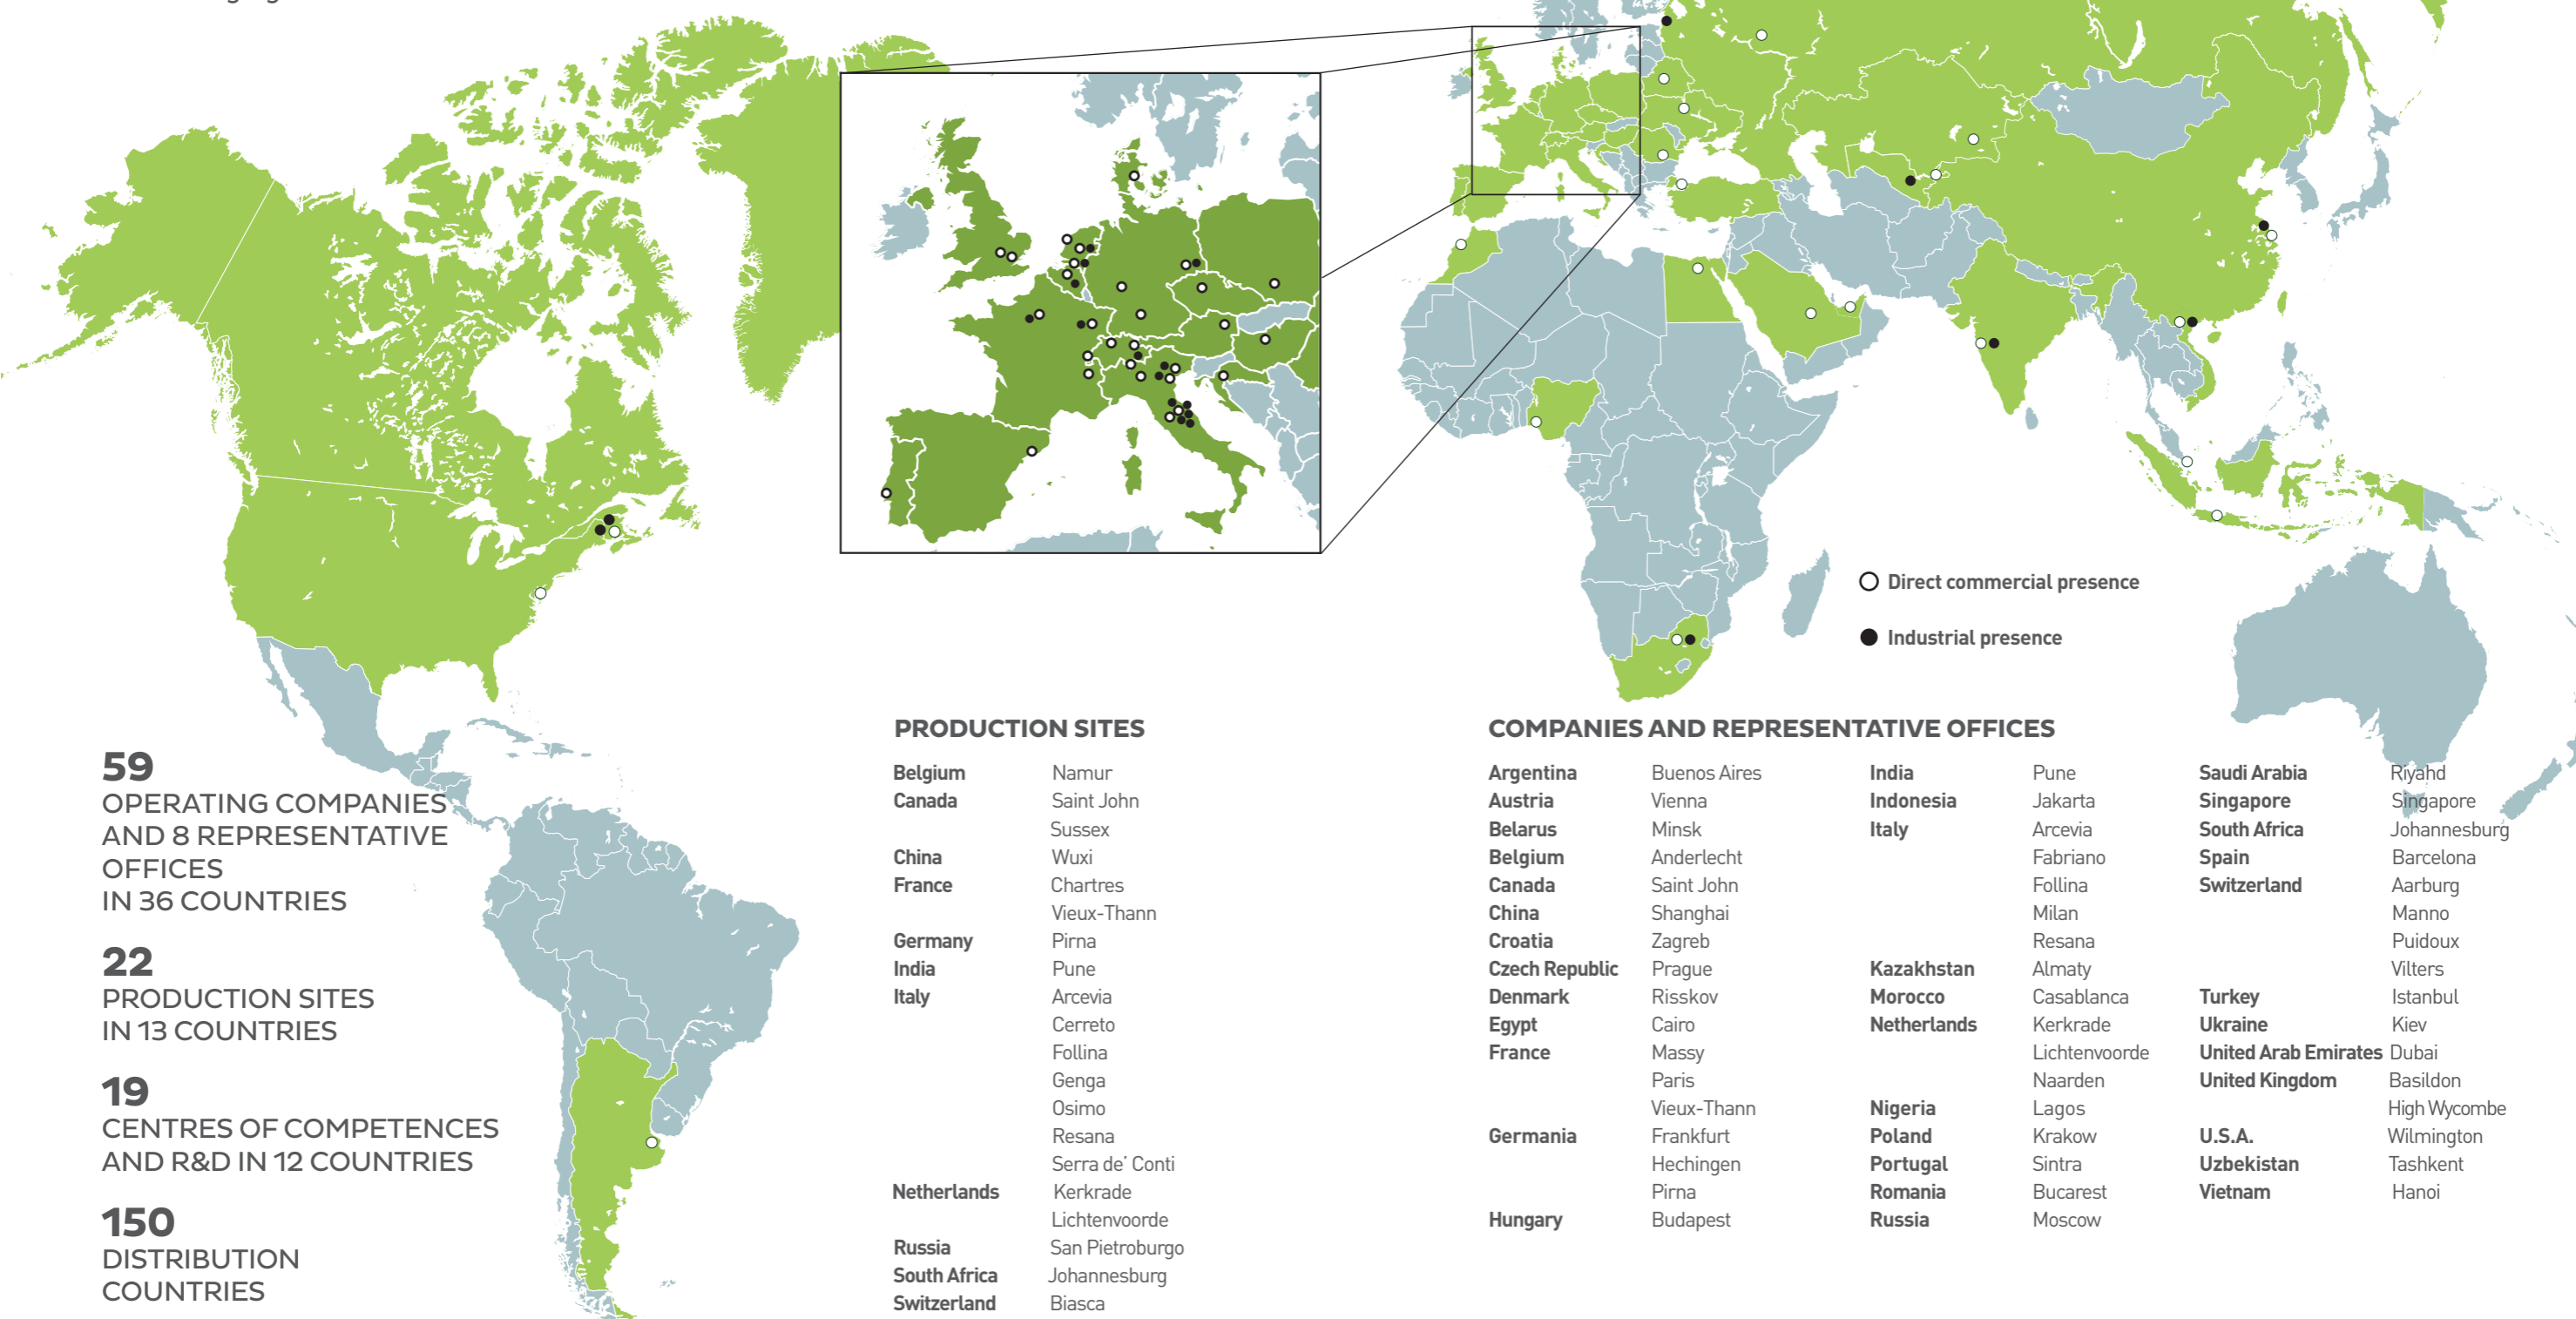 Direct commercial presence
Industrial presence
59
OPERATING COMPANIES
AND 8 REPRESENTATIVE
OFFICES
IN 36 COUNTRIES
22
PRODUCTION SITES
IN 13 COUNTRIES
19
CENTRES OF COMPETENCES
AND R&D IN 12 COUNTRIES
150
DISTRIBUTION
COUNTRIES
PRODUCTION SITES
Belgium Namur
Canada Saint John
Sussex
China Wuxi
France Chartres
Vieux-Thann
Germany Pirna
India Pune
Italy Arcevia
Cerreto
Follina
Genga
Osimo
Resana
Serra de' Conti
Netherlands Kerkrade
Lichtenvoorde
Russia San Pietroburgo
South Africa Johannesburg
Switzerland Biasca
COMPANIES AND REPRESENTATIVE OFFICES
Argentina Buenos Aires
Austria Vienna
Belarus Minsk
Belgium Anderlecht
Canada Saint John
China Shanghai
Croatia Zagreb
Czech Republic Prague
Denmark Risskov
Egypt Cairo
France Massy
Paris
Vieux-Thann
Germania Frankfurt
Hechingen
Pirna
Hungary Budapest
India Pune
Indonesia Jakarta
Italy Arcevia
Fabriano
Follina
Milan
Resana
Kazakhstan Almaty
Morocco Casablanca
Netherlands Kerkrade
Lichtenvoorde
Naarden
Nigeria Lagos
Poland Krakow
Portugal Sintra
Romania Bucarest
Russia Moscow
Saudi Arabia Riyahd
Singapore Singapore
South Africa Johannesburg
Spain Barcelona
Switzerland Aarburg
Manno
Puidoux
Vilters
Turkey Istanbul
Ukraine Kiev
United Arab Emirates Dubai
United Kingdom Basildon
High Wycombe
U.S.A. Wilmington
Uzbekistan Tashkent
Vietnam Hanoi